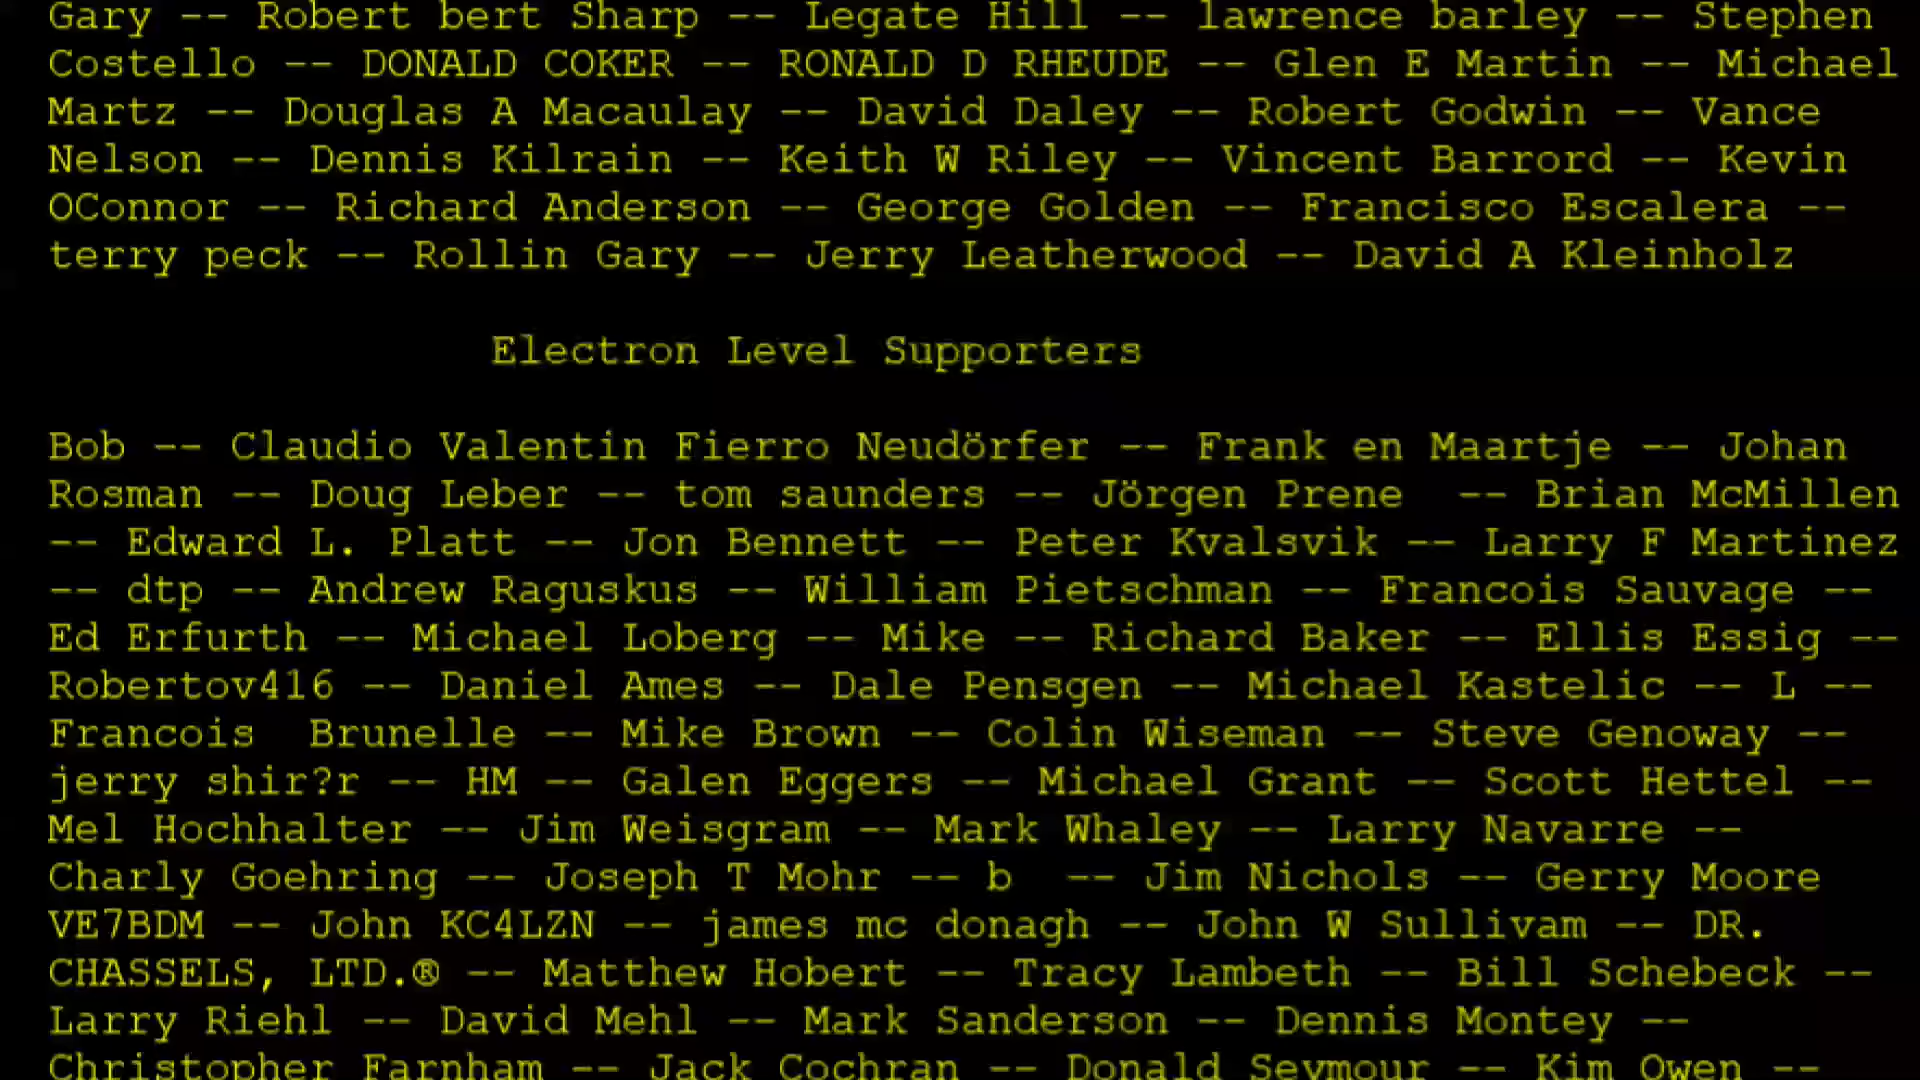 Gary -- Robert bert Sharp -- Legate Hill -- lawrence barley -- Stephen
Costello -- DONALD COKER -- RONALD D RHEUDE -- Glen E Martin -- Michael
Martz -- Douglas A Macaulay -- David Daley -- Robert Godwin -- Vance
Nelson -- Dennis Kilrain -- Keith W Riley -- Vincent Barrord -- Kevin
OConnor -- Richard Anderson -- George Golden -- Francisco Escalera --
terry peck -- Rollin Gary -- Jerry Leatherwood -- David A Kleinholz
Electron Level Supporters
Bob -- Claudio Valentin Fierro Neudörfer -- Frank en Maartje -- Johan
Rosman -- Doug Leber -- tom saunders -- Jörgen Prene  -- Brian McMillen
-- Edward L. Platt -- Jon Bennett -- Peter Kvalsvik -- Larry F Martinez
-- dtp -- Andrew Raguskus -- William Pietschman -- Francois Sauvage --
Ed Erfurth -- Michael Loberg -- Mike -- Richard Baker -- Ellis Essig --
Robertov416 -- Daniel Ames -- Dale Pensgen -- Michael Kastelic -- L --
Francois  Brunelle -- Mike Brown -- Colin Wiseman -- Steve Genoway --
jerry shir?r -- HM -- Galen Eggers -- Michael Grant -- Scott Hettel --
Mel Hochhalter -- Jim Weisgram -- Mark Whaley -- Larry Navarre --
Charly Goehring -- Joseph T Mohr -- b  -- Jim Nichols -- Gerry Moore
VE7BDM -- John KC4LZN -- james mc donagh -- John W Sullivam -- DR.
CHASSELS, LTD.® -- Matthew Hobert -- Tracy Lambeth -- Bill Schebeck --
Larry Riehl -- David Mehl -- Mark Sanderson -- Dennis Montey --
Christopher Farnham -- Jack Cochran -- Donald Seymour -- Kim Owen --